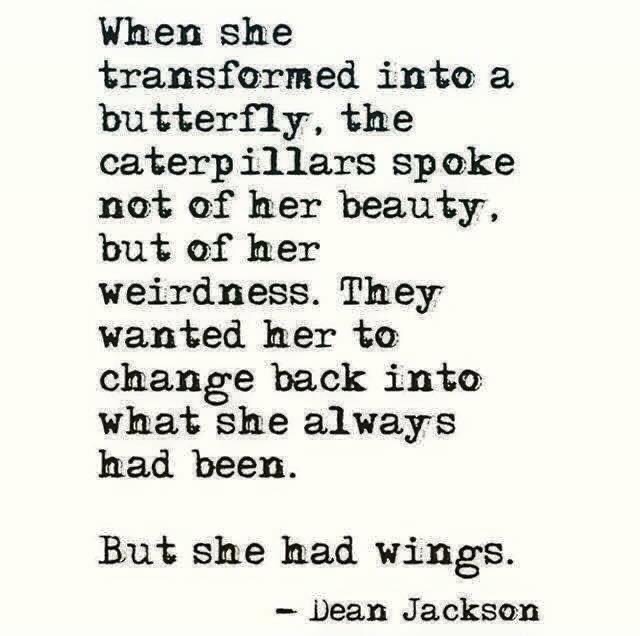 When she
transformed into a
butterfly, the
caterpillars spoke
not of her beauty,
but of her
weirdness. They
wanted her to
change back into
what she always
had been.
But she had wings.
– Dean Jackson